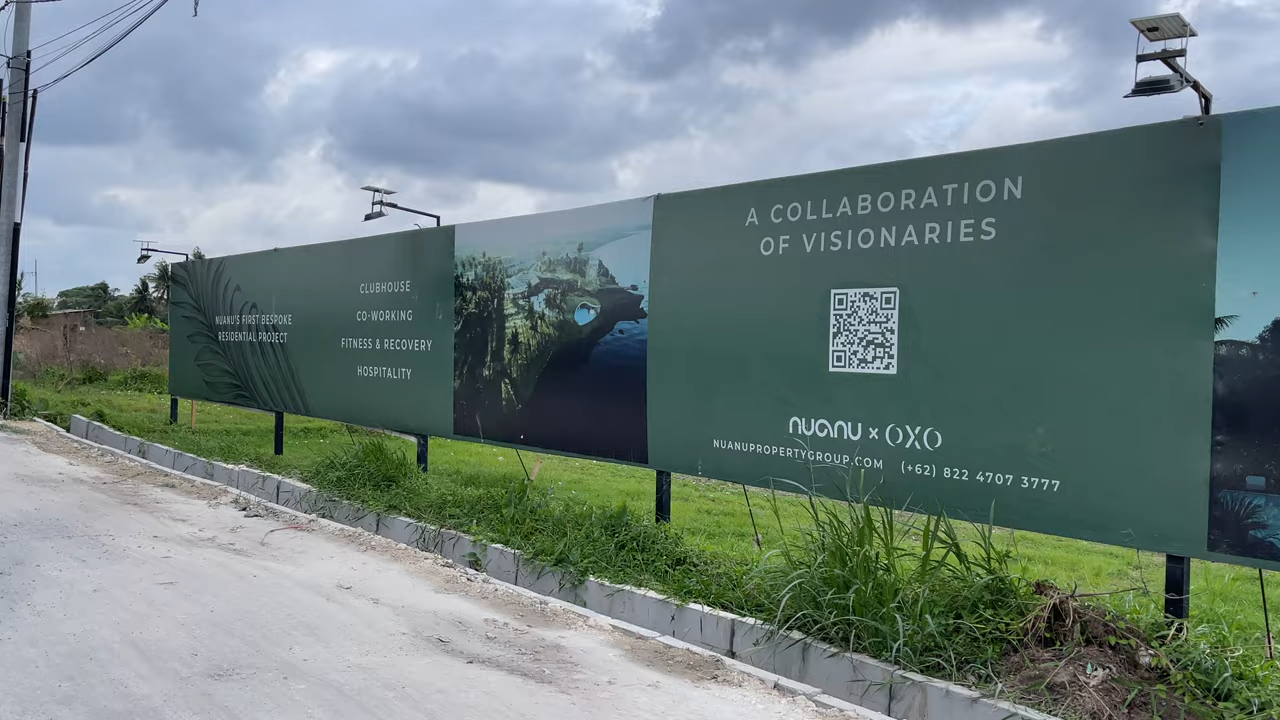 NUANU'S FIRST BESPOKE
RESIDENTIAL PROJECT
CLUBHOUSE
CO-WORKING
FITNESS & RECOVERY
HOSPITALITY
A COLLABORATION
OF VISIONARIES
nuanu x OXO
NUANUPROPERTYGROUP.COM (+62) 822 4707 3777